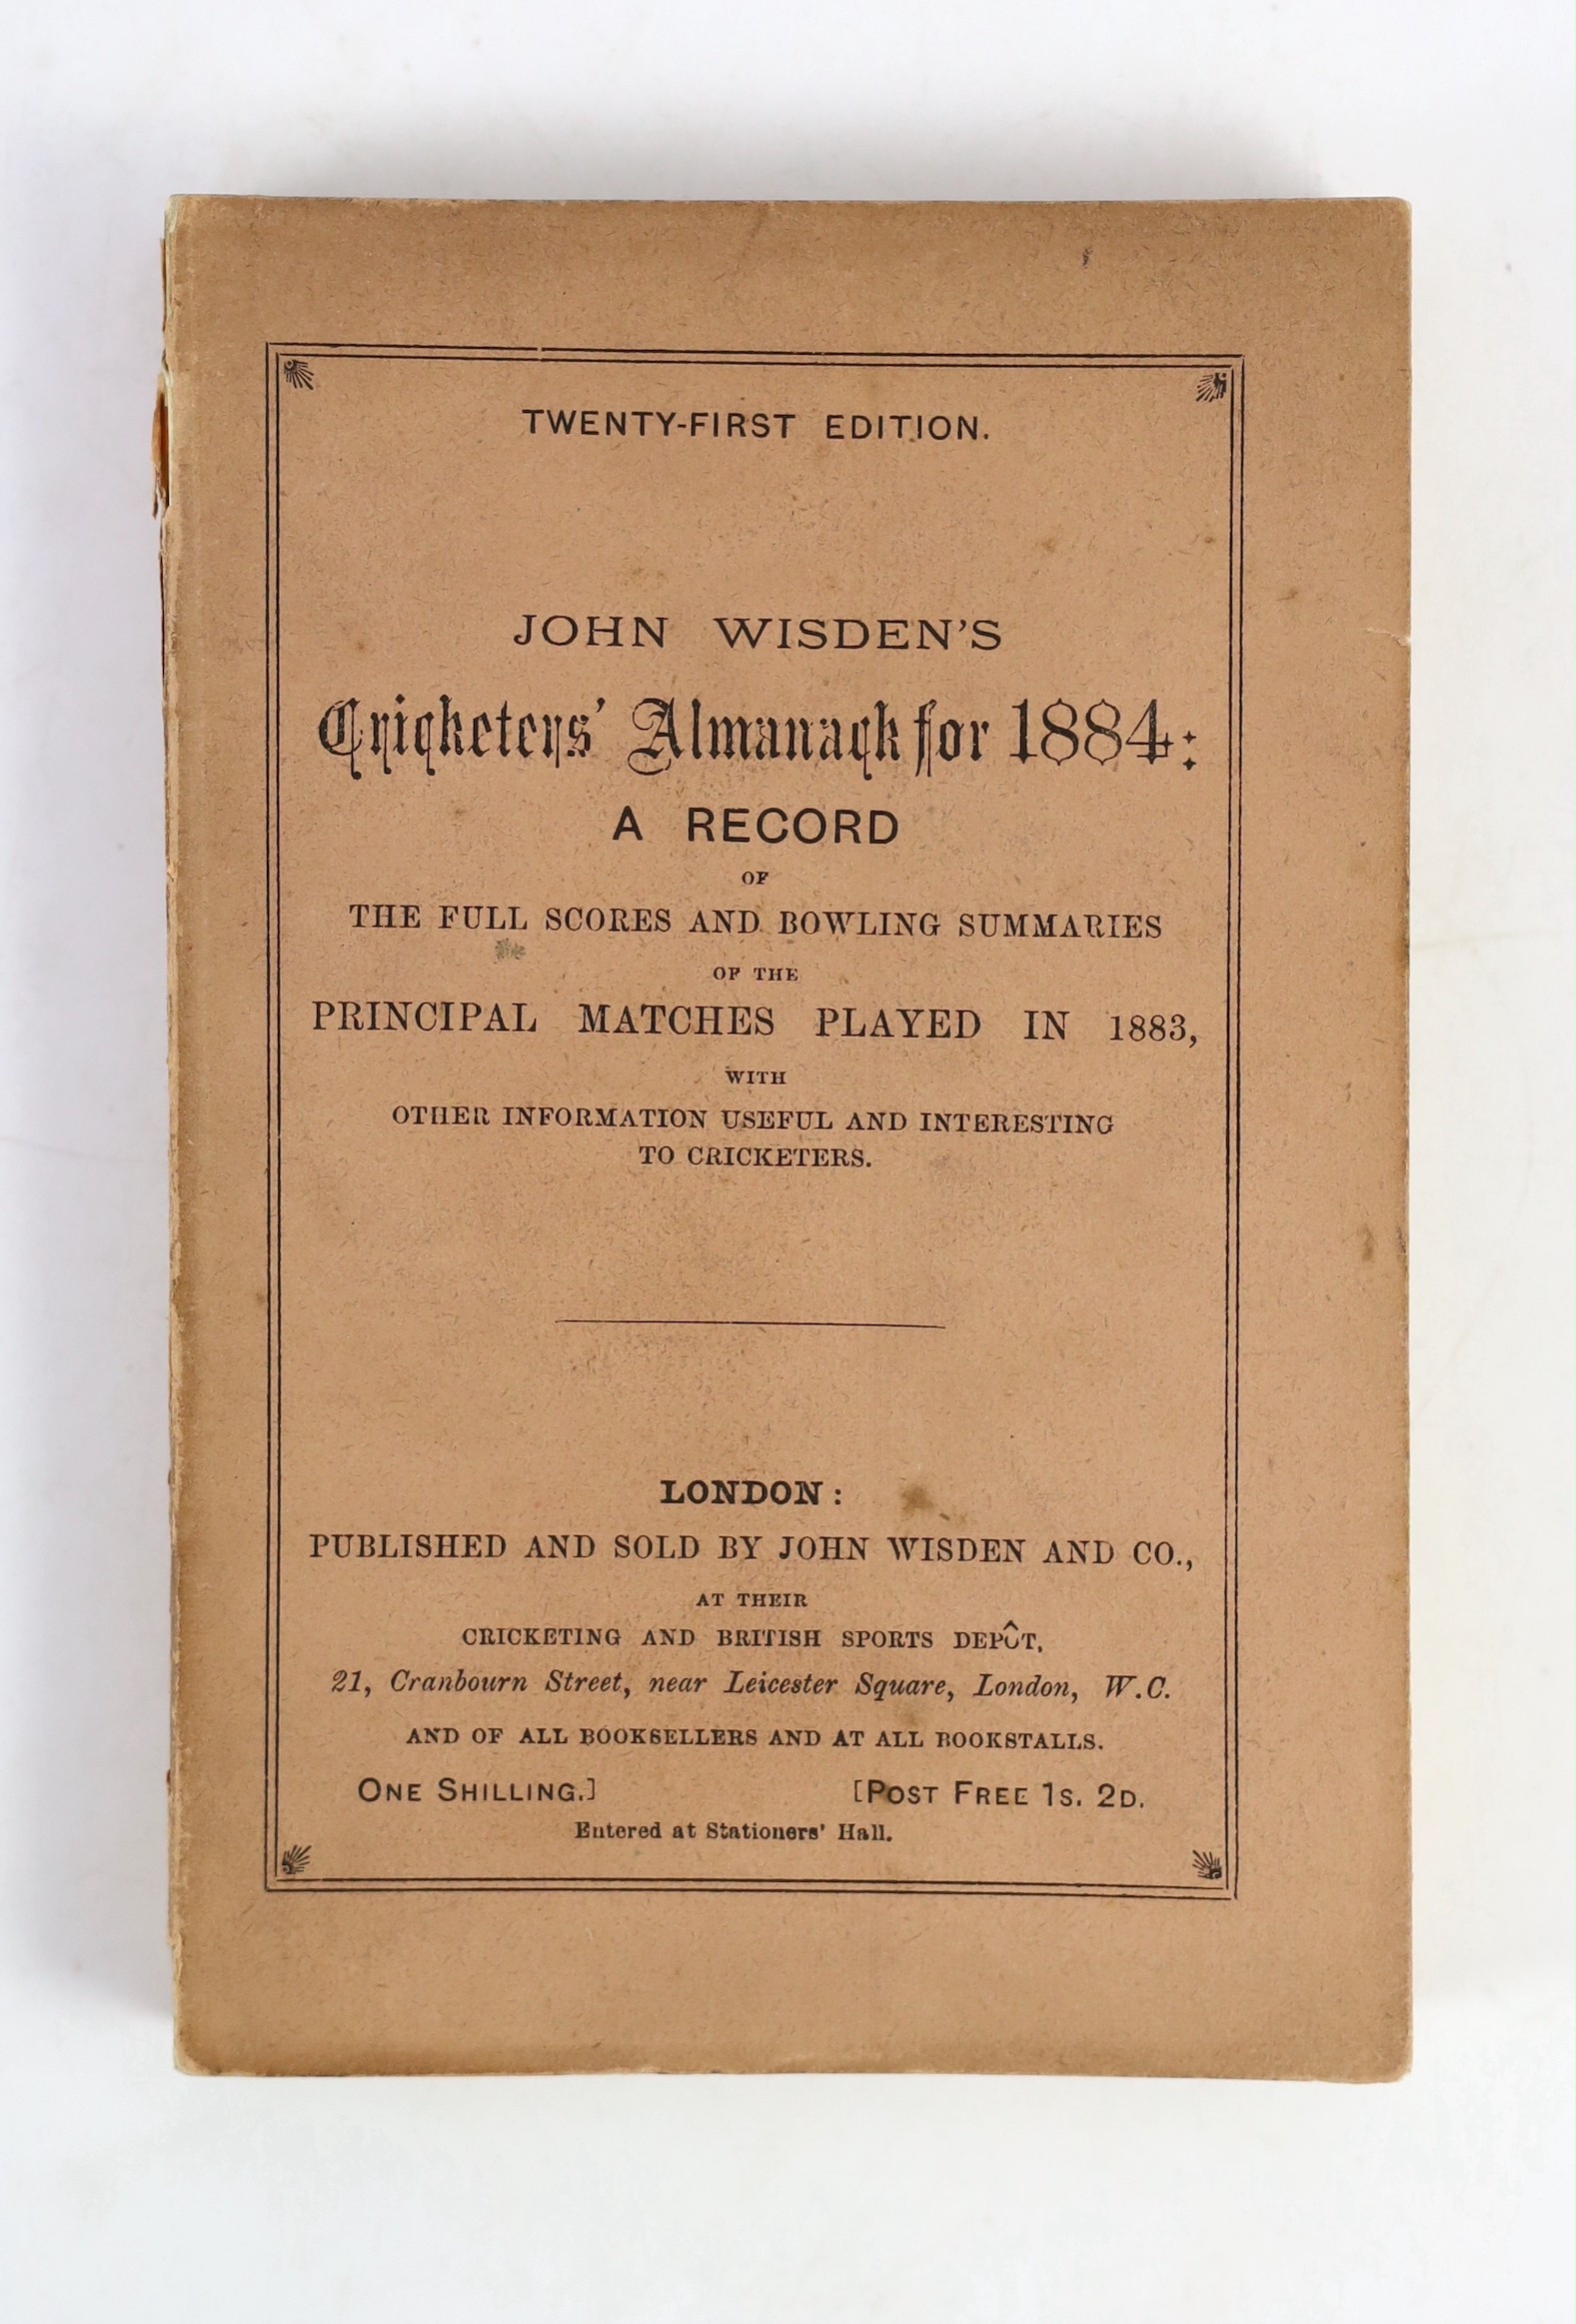 TWENTY-FIRST EDITION.
JOHN WISDEN'S
Cricketers' Almanack for 1884:
A RECORD
OF
THE FULL SCORES AND BOWLING SUMMARIES
OF THE
PRINCIPAL MATCHES PLAYED IN 1883,
WITH
OTHER INFORMATION USEFUL AND INTERESTING
TO CRICKETERS.
LONDON:
PUBLISHED AND SOLD BY JOHN WISDEN AND CO.,
AT THEIR
CRICKETING AND BRITISH SPORTS DEPÔT,
21, Cranbourn Street, near Leicester Square, London, W.C.
AND OF ALL BOOKSELLERS AND AT ALL BOOKSTALLS.
ONE SHILLING.] [POST FREE 1S. 2D.
Entered at Stationers' Hall.